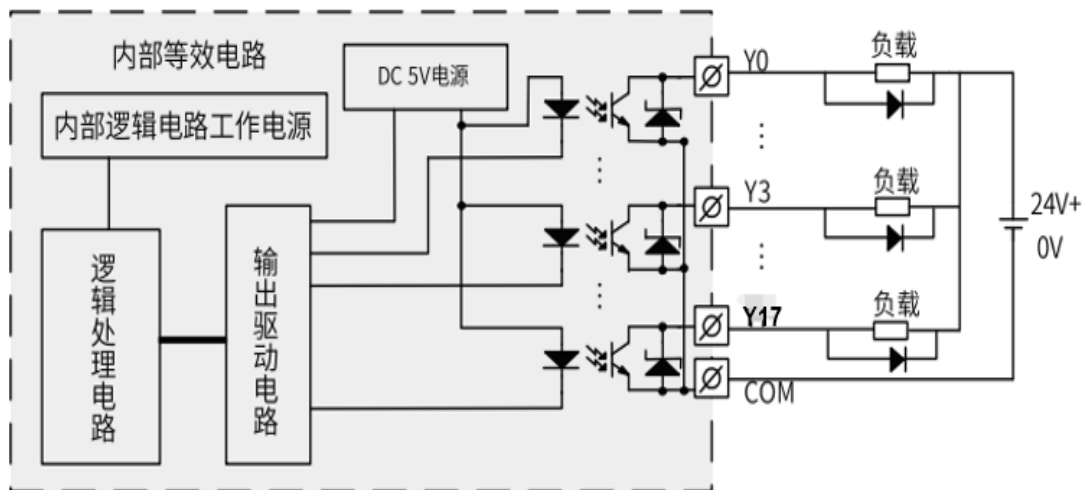 内部等效电路
DC 5V电源
内部逻辑电路工作电源
逻辑处理电路
输出驱动电路
Y0
负载
Y3
负载
Y17
负载
COM
24V+
0V